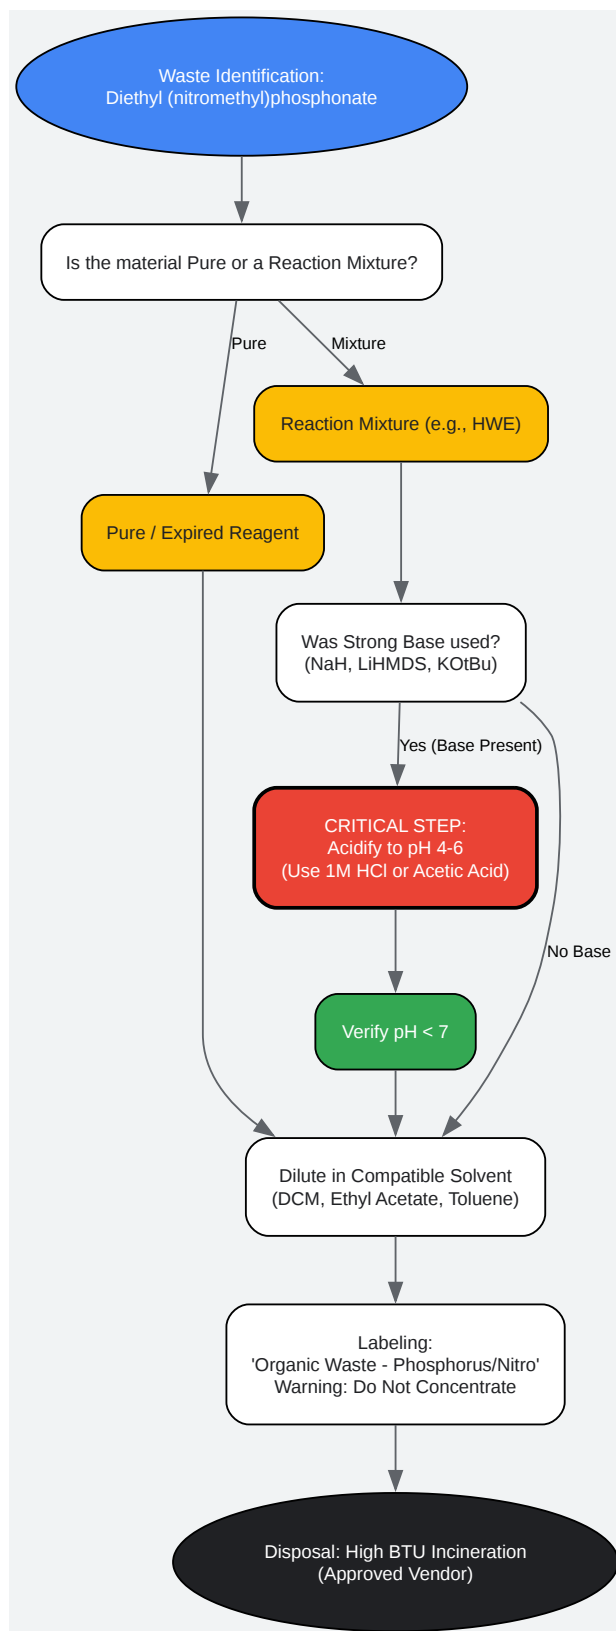 Waste Identification:
Diethyl (nitromethyl)phosphonate
Is the material Pure or a Reaction Mixture?
Pure
Mixture
Reaction Mixture (e.g., HWE)
Pure / Expired Reagent
Was Strong Base used?
(NaH, LiHMDS, KOtBu)
Yes (Base Present)
CRITICAL STEP:
Acidify to pH 4-6
(Use 1M HCl or Acetic Acid)
No Base
Verify pH < 7
Dilute in Compatible Solvent
(DCM, Ethyl Acetate, Toluene)
Labeling:
'Organic Waste - Phosphorus/Nitro'
Warning: Do Not Concentrate
Disposal: High BTU Incineration
(Approved Vendor)